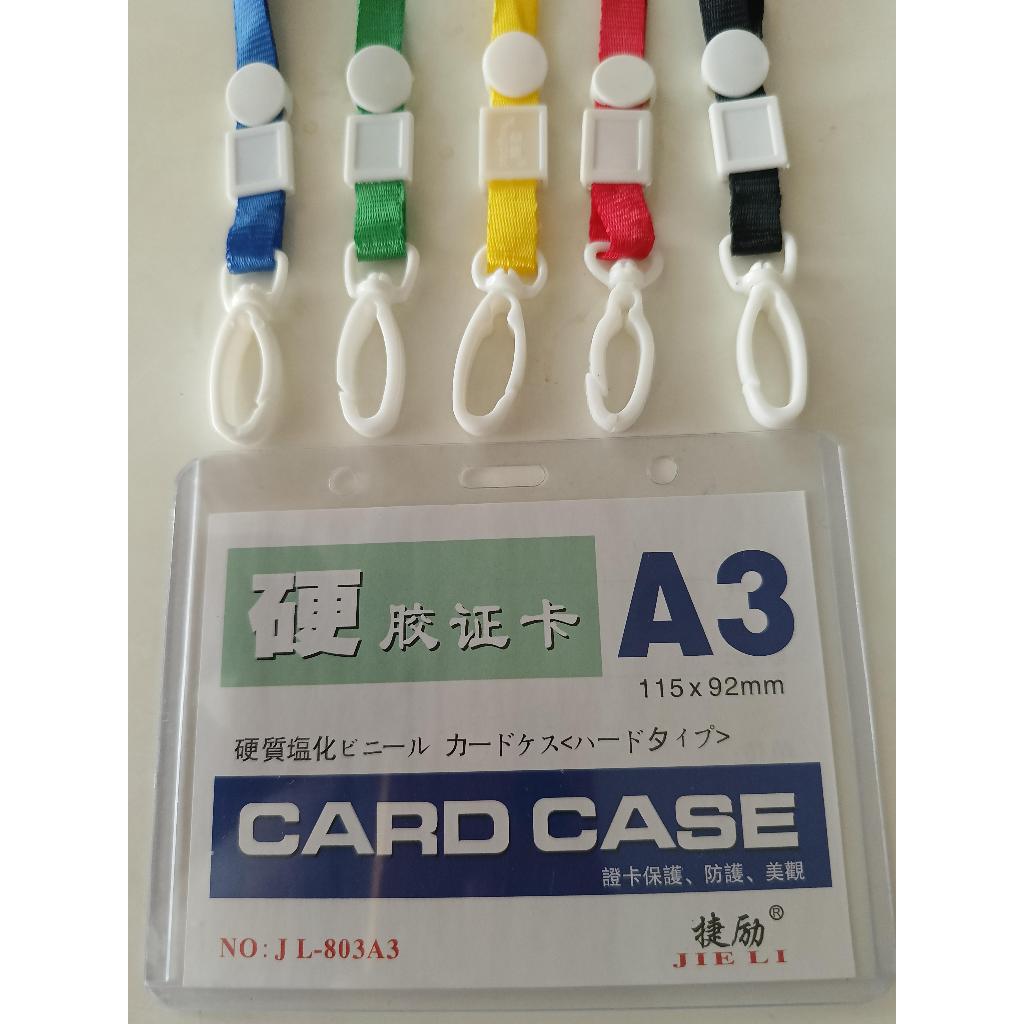 硬胶证卡
A3
115x92mm
硬質塩化ビニール カードケス<ハードタイプ>
CARD CASE
證卡保護、防護、美觀
NO: J L-803A3
捷励®
JIE LI